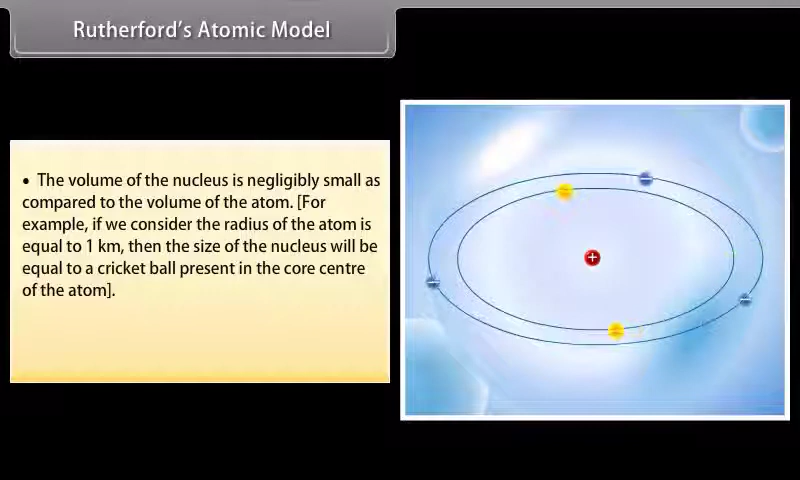 Rutherford's Atomic Model
• The volume of the nucleus is negligibly small as
compared to the volume of the atom. [For
example, if we consider the radius of the atom is
equal to 1 km, then the size of the nucleus will be
equal to a cricket ball present in the core centre
of the atom].